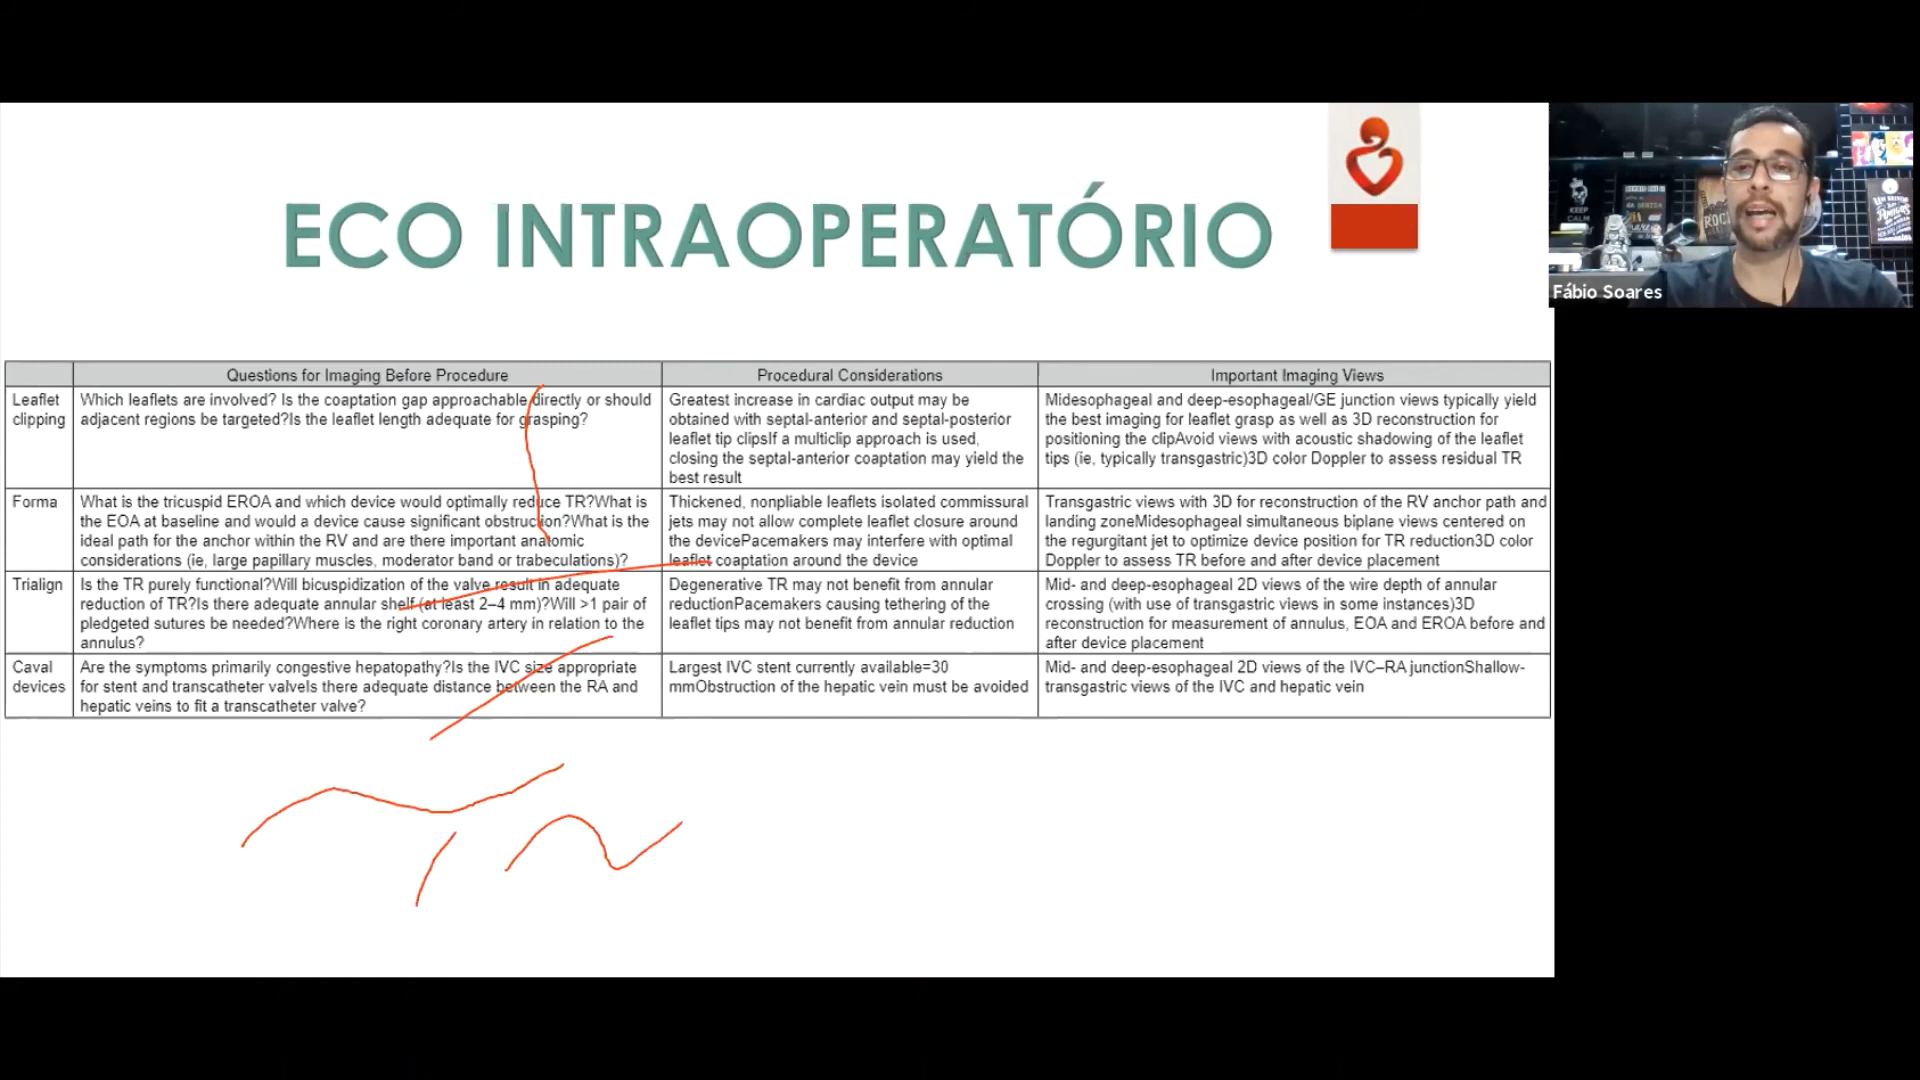 ECO INTRAOPERATÓRIO
Fábio Soares
KEEP
CALM
ROCK
Questions for Imaging Before Procedure
Procedural Considerations
Important Imaging Views
Leaflet
clipping
Which leaflets are involved? Is the coaptation gap approachable directly or should
adjacent regions be targeted?Is the leaflet length adequate for grasping?
Greatest increase in cardiac output may be
obtained with septal-anterior and septal-posterior
leaflet tip clipsIf a multiclip approach is used,
closing the septal-anterior coaptation may yield the
best result
Midesophageal and deep-esophageal/GE junction views typically yield
the best imaging for leaflet grasp as well as 3D reconstruction for
positioning the clipAvoid views with acoustic shadowing of the leaflet
tips (ie, typically transgastric)3D color Doppler to assess residual TR
Forma
What is the tricuspid EROA and which device would optimally reduce TR?What is
the EOA at baseline and would a device cause significant obstruction?What is the
ideal path for the anchor within the RV and are there important anatomic
considerations (ie, large papillary muscles, moderator band or trabeculations)?
Thickened, nonpliable leaflets isolated commissural
jets may not allow complete leaflet closure around
the devicePacemakers may interfere with optimal
leaflet coaptation around the device
Transgastric views with 3D for reconstruction of the RV anchor path and
landing zoneMidesophageal simultaneous biplane views centered on
the regurgitant jet to optimize device position for TR reduction3D color
Doppler to assess TR before and after device placement
Trialign
Is the TR purely functional?Will bicuspidization of the valve result in adequate
reduction of TR?Is there adequate annular shelf (at least 2–4 mm)?Will >1 pair of
pledgeted sutures be needed?Where is the right coronary artery in relation to the
annulus?
Degenerative TR may not benefit from annular
reductionPacemakers causing tethering of the
leaflet tips may not benefit from annular reduction
Mid- and deep-esophageal 2D views of the wire depth of annular
crossing (with use of transgastric views in some instances)3D
reconstruction for measurement of annulus, EOA and EROA before and
after device placement
Caval
devices
Are the symptoms primarily congestive hepatopathy?Is the IVC size appropriate
for stent and transcatheter valveIs there adequate distance between the RA and
hepatic veins to fit a transcatheter valve?
Largest IVC stent currently available=30
mmObstruction of the hepatic vein must be avoided
Mid- and deep-esophageal 2D views of the IVC–RA junctionShallow-
transgastric views of the IVC and hepatic vein